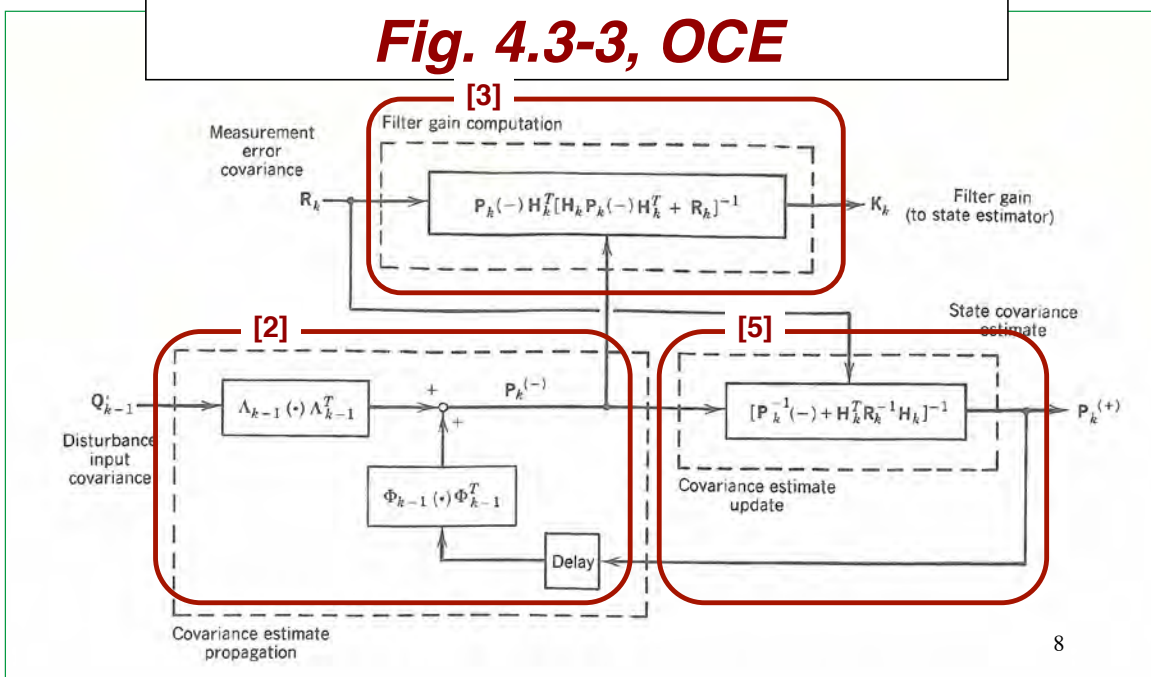 Fig. 4.3-3, OCE
[3]
Filter gain computation
Measurement
error
covariance
R_k
P_k(−) H_k^T[H_k P_k(−) H_k^T + R_k]^−1
K_k
Filter gain
(to state estimator)
[2]
[5]
State covariance
estimate
Q'_k−1
Λ_k−1 (•) Λ_k−1^T
+
P_k^(−)
[P_k^−1(−) + H_k^T R_k^−1 H_k]^−1
P_k^(+)
+
Disturbance
input
covariance
Φ_k−1 (•) Φ_k−1^T
Covariance estimate
update
Delay
Covariance estimate
propagation
8